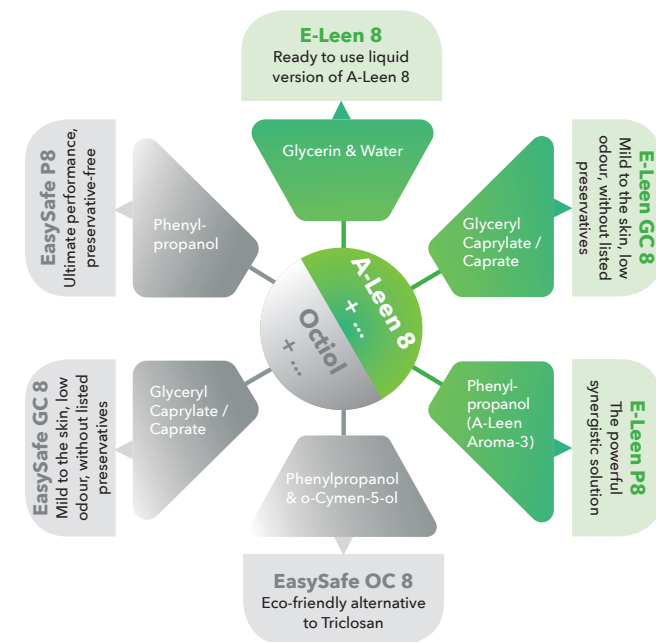 E-Leen 8
Ready to use liquid
version of A-Leen 8
Glycerin & Water
E-Leen GC 8
Mild to the skin, low
odour, without listed
preservatives
Glyceryl
Caprylate /
Caprate
E-Leen P8
The powerful
synergistic solution
Phenyl-
propanol
(A-Leen
Aroma-3)
A-Leen 8
+ ...
Octiol
+ ...
Phenylpropanol
& o-Cymen-5-ol
EasySafe OC 8
Eco-friendly alternative
to Triclosan
Glyceryl
Caprylate /
Caprate
EasySafe GC 8
Mild to the skin, low
odour, without listed
preservatives
Phenyl-
propanol
EasySafe P8
Ultimate performance,
preservative-free